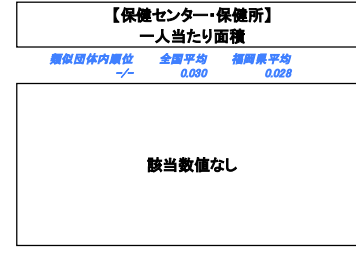 【保健センター・保健所】
一人当たり面積
類似団体内順位 全国平均 福岡県平均
-/- 0.030 0.028
該当数値なし